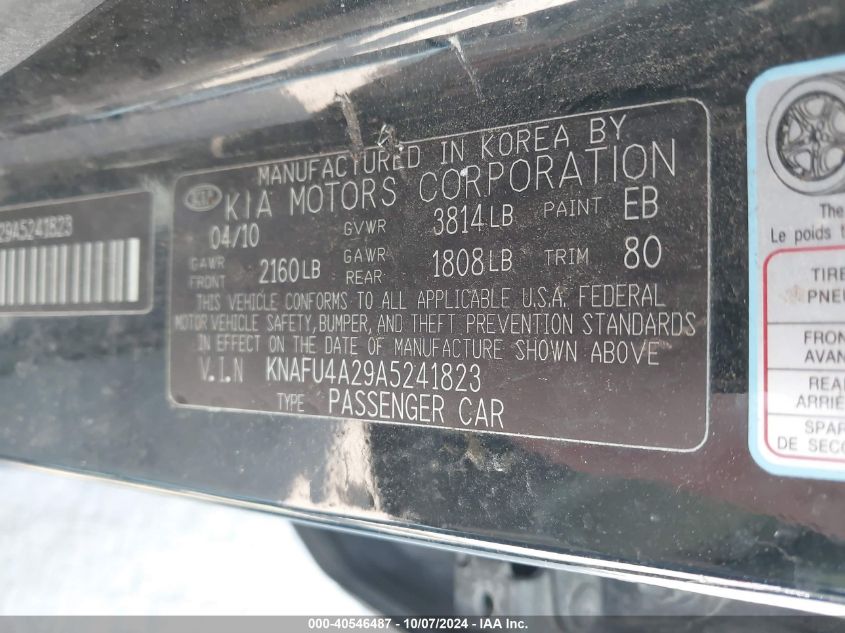 MANUFACTURED IN KOREA BY
KIA KIA MOTORS CORPORATION
04/10 GVWR 3814LB PAINT EB
GAWR FRONT 2160LB GAWR REAR 1808LB TRIM 80
THIS VEHICLE CONFORMS TO ALL APPLICABLE U.S.A. FEDERAL
MOTOR VEHICLE SAFETY, BUMPER, AND THEFT PREVENTION STANDARDS
IN EFFECT ON THE DATE OF MANUFACTURE SHOWN ABOVE
V.I.N KNAFU4A29A5241823
TYPE PASSENGER CAR
29A5241823
The
Le poids t
TIRE
PNEU
FRON
AVAN
REA
ARRIÈ
SPAR
DE SECO
000-40546487 - 10/07/2024 - IAA Inc.